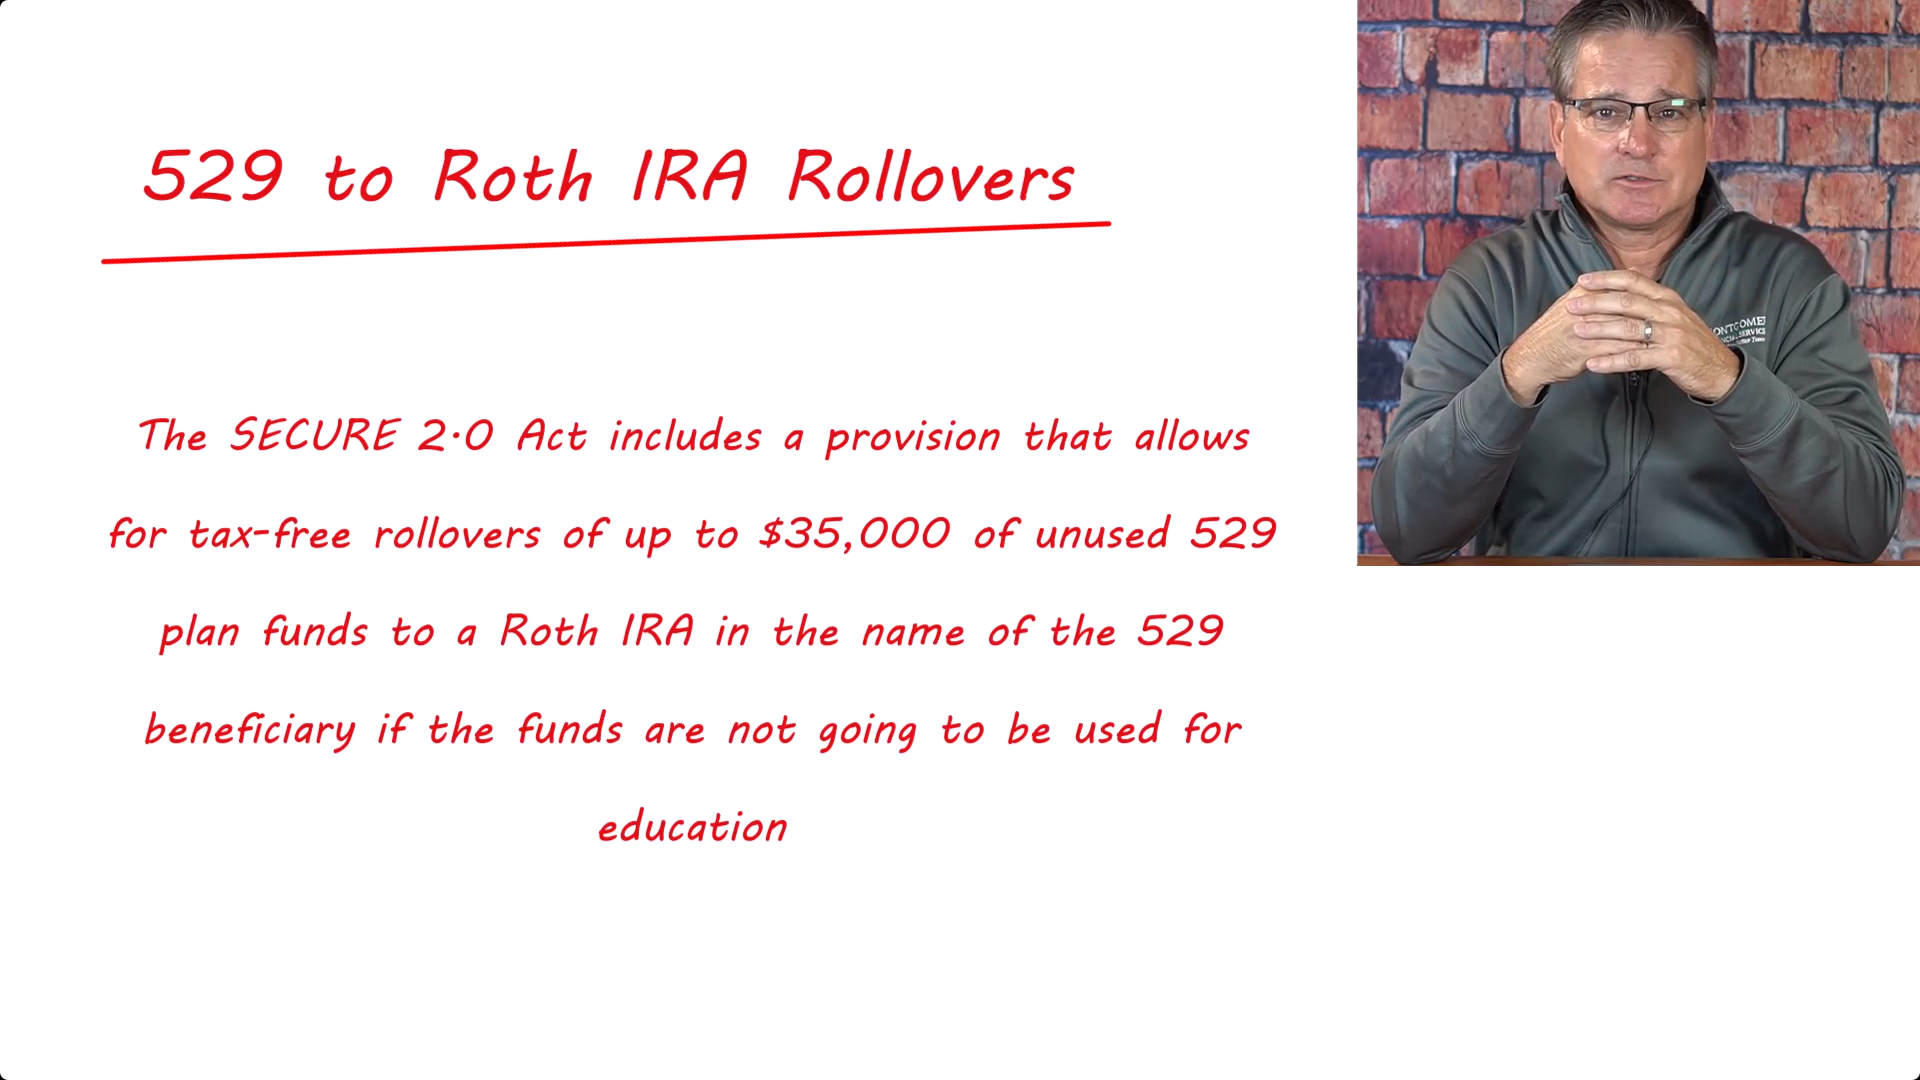 529 to Roth IRA Rollovers
The SECURE 2.0 Act includes a provision that allows
for tax-free rollovers of up to $35,000 of unused 529
plan funds to a Roth IRA in the name of the 529
beneficiary if the funds are not going to be used for
education